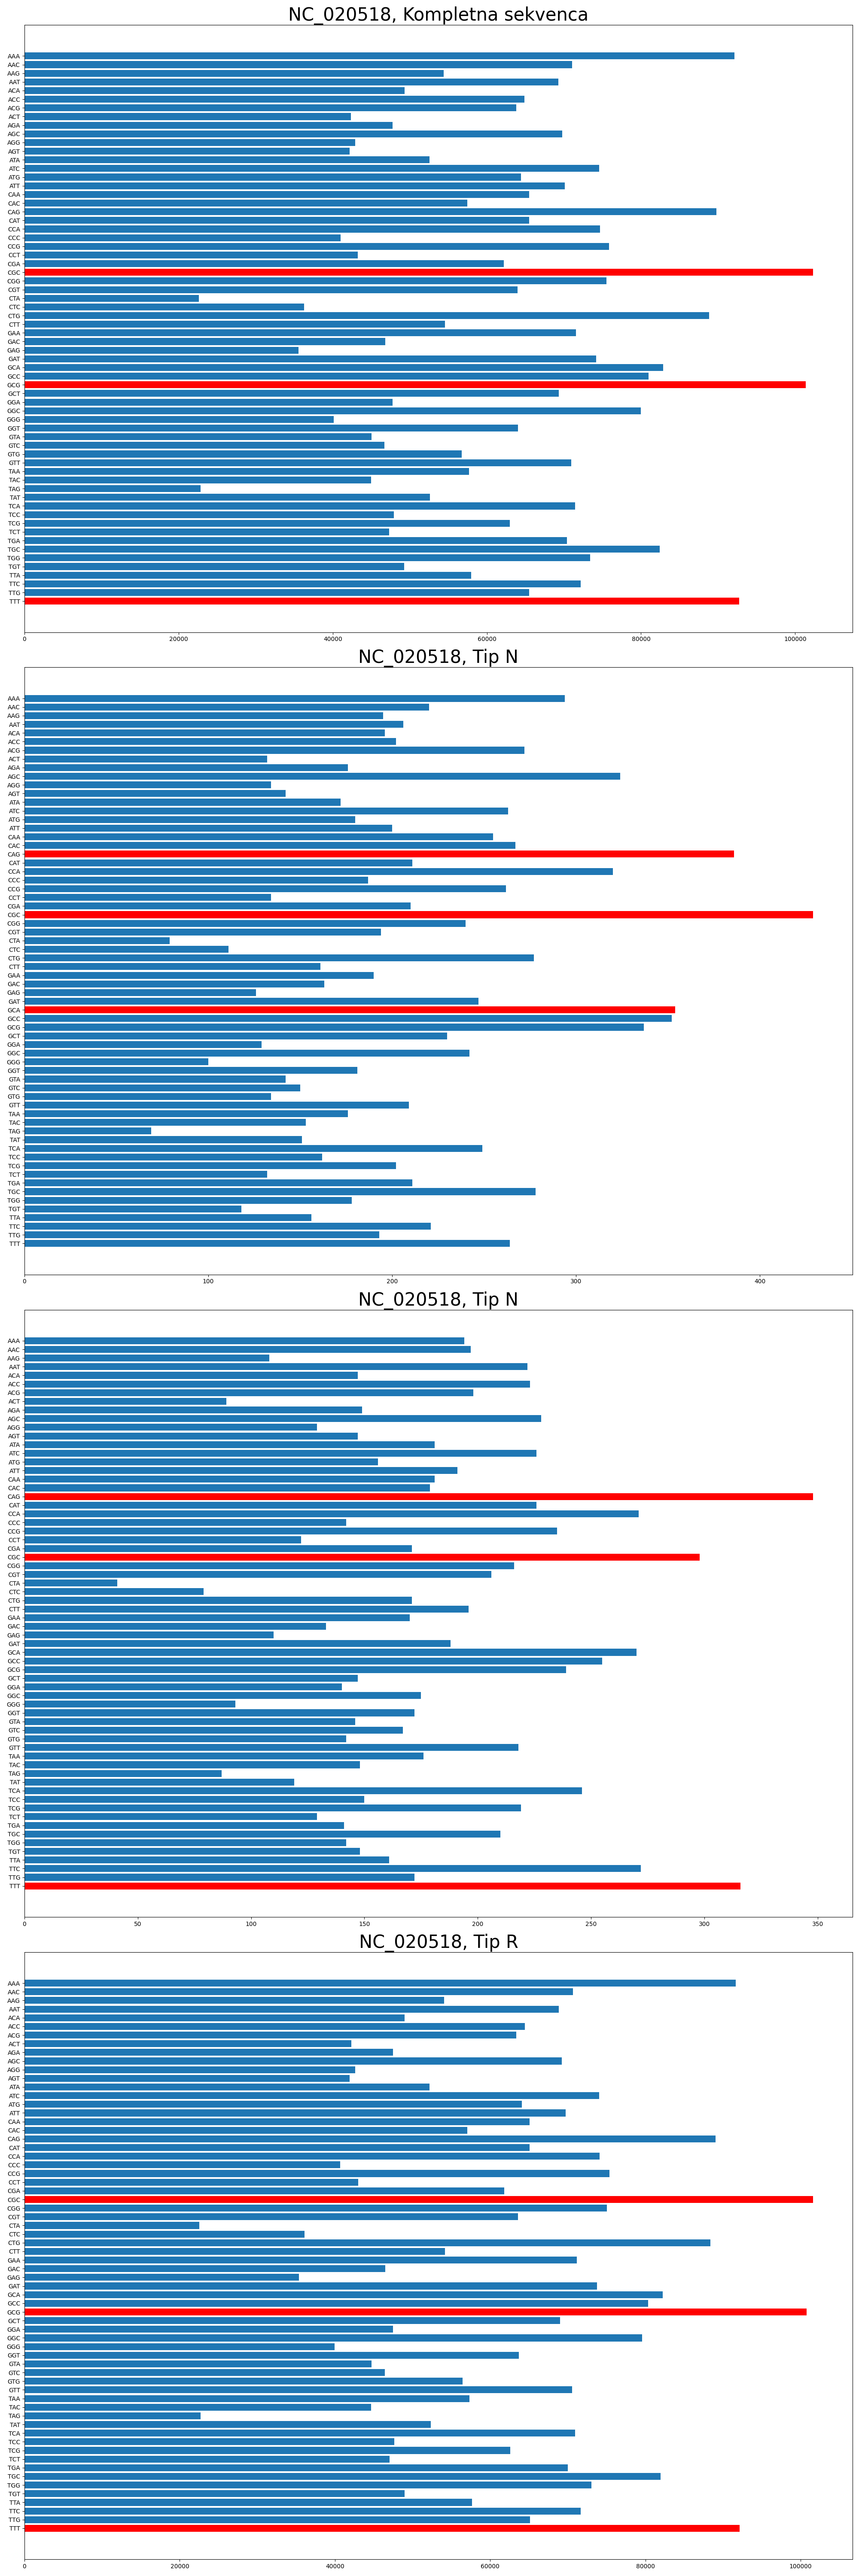 NC_020518, Kompletna sekvenca
AAA
AAC
AAG
AAT
ACA
ACC
ACG
ACT
AGA
AGC
AGG
AGT
ATA
ATC
ATG
ATT
CAA
CAC
CAG
CAT
CCA
CCC
CCG
CCT
CGA
CGC
CGG
CGT
CTA
CTC
CTG
CTT
GAA
GAC
GAG
GAT
GCA
GCC
GCG
GCT
GGA
GGC
GGG
GGT
GTA
GTC
GTG
GTT
TAA
TAC
TAG
TAT
TCA
TCC
TCG
TCT
TGA
TGC
TGG
TGT
TTA
TTC
TTG
TTT
0 20000 40000 60000 80000 100000
NC_020518, Tip N
AAA
AAC
AAG
AAT
ACA
ACC
ACG
ACT
AGA
AGC
AGG
AGT
ATA
ATC
ATG
ATT
CAA
CAC
CAG
CAT
CCA
CCC
CCG
CCT
CGA
CGC
CGG
CGT
CTA
CTC
CTG
CTT
GAA
GAC
GAG
GAT
GCA
GCC
GCG
GCT
GGA
GGC
GGG
GGT
GTA
GTC
GTG
GTT
TAA
TAC
TAG
TAT
TCA
TCC
TCG
TCT
TGA
TGC
TGG
TGT
TTA
TTC
TTG
TTT
0 100 200 300 400
NC_020518, Tip N
AAA
AAC
AAG
AAT
ACA
ACC
ACG
ACT
AGA
AGC
AGG
AGT
ATA
ATC
ATG
ATT
CAA
CAC
CAG
CAT
CCA
CCC
CCG
CCT
CGA
CGC
CGG
CGT
CTA
CTC
CTG
CTT
GAA
GAC
GAG
GAT
GCA
GCC
GCG
GCT
GGA
GGC
GGG
GGT
GTA
GTC
GTG
GTT
TAA
TAC
TAG
TAT
TCA
TCC
TCG
TCT
TGA
TGC
TGG
TGT
TTA
TTC
TTG
TTT
0 50 100 150 200 250 300 350
NC_020518, Tip R
AAA
AAC
AAG
AAT
ACA
ACC
ACG
ACT
AGA
AGC
AGG
AGT
ATA
ATC
ATG
ATT
CAA
CAC
CAG
CAT
CCA
CCC
CCG
CCT
CGA
CGC
CGG
CGT
CTA
CTC
CTG
CTT
GAA
GAC
GAG
GAT
GCA
GCC
GCG
GCT
GGA
GGC
GGG
GGT
GTA
GTC
GTG
GTT
TAA
TAC
TAG
TAT
TCA
TCC
TCG
TCT
TGA
TGC
TGG
TGT
TTA
TTC
TTG
TTT
0 20000 40000 60000 80000 100000